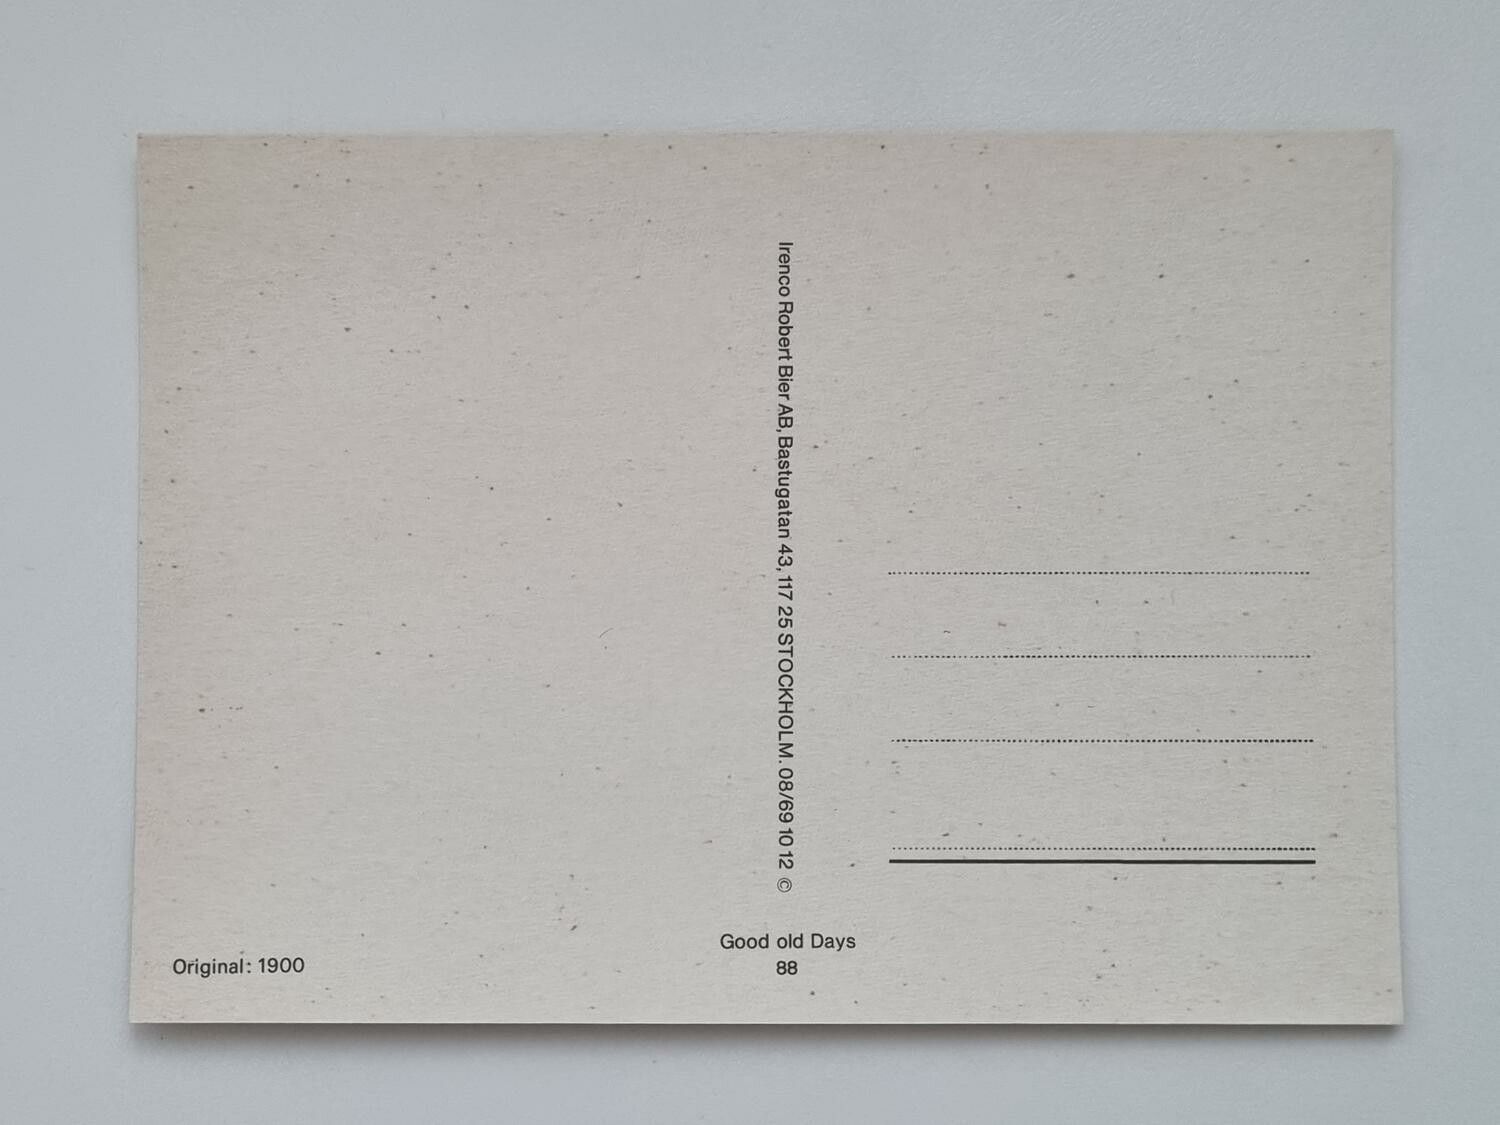 Irenco Robert Bier AB, Bastugatan 43, 117 25 STOCKHOLM. 08/69 10 12 ©
Good old Days
88
Original: 1900